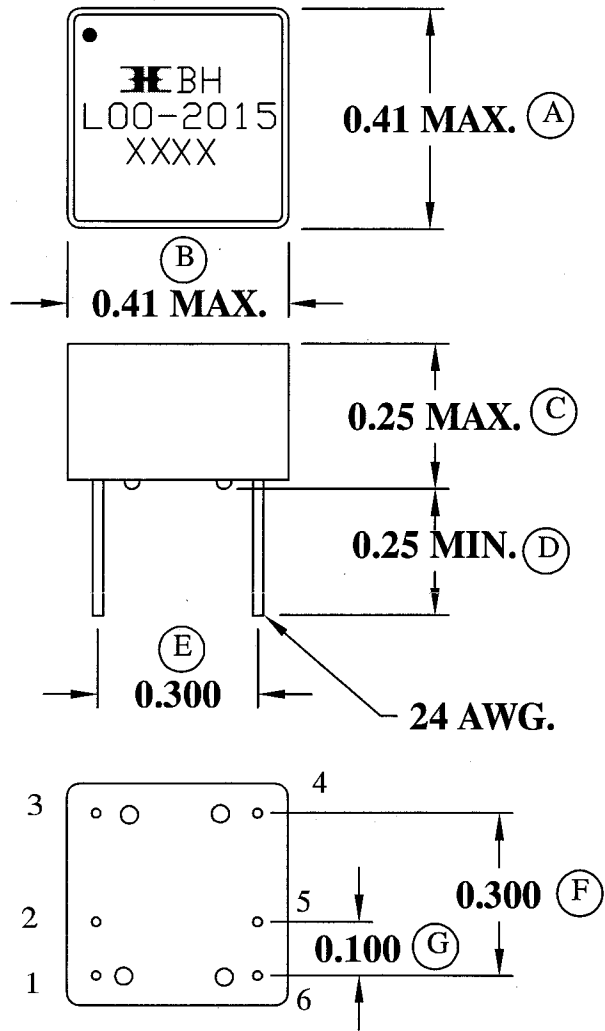 BH
L00-2015
XXXX
0.41 MAX. A
B
0.41 MAX.
0.25 MAX. C
0.25 MIN. D
E
0.300
24 AWG.
3
4
0.300 F
2
5
0.100 G
1
6